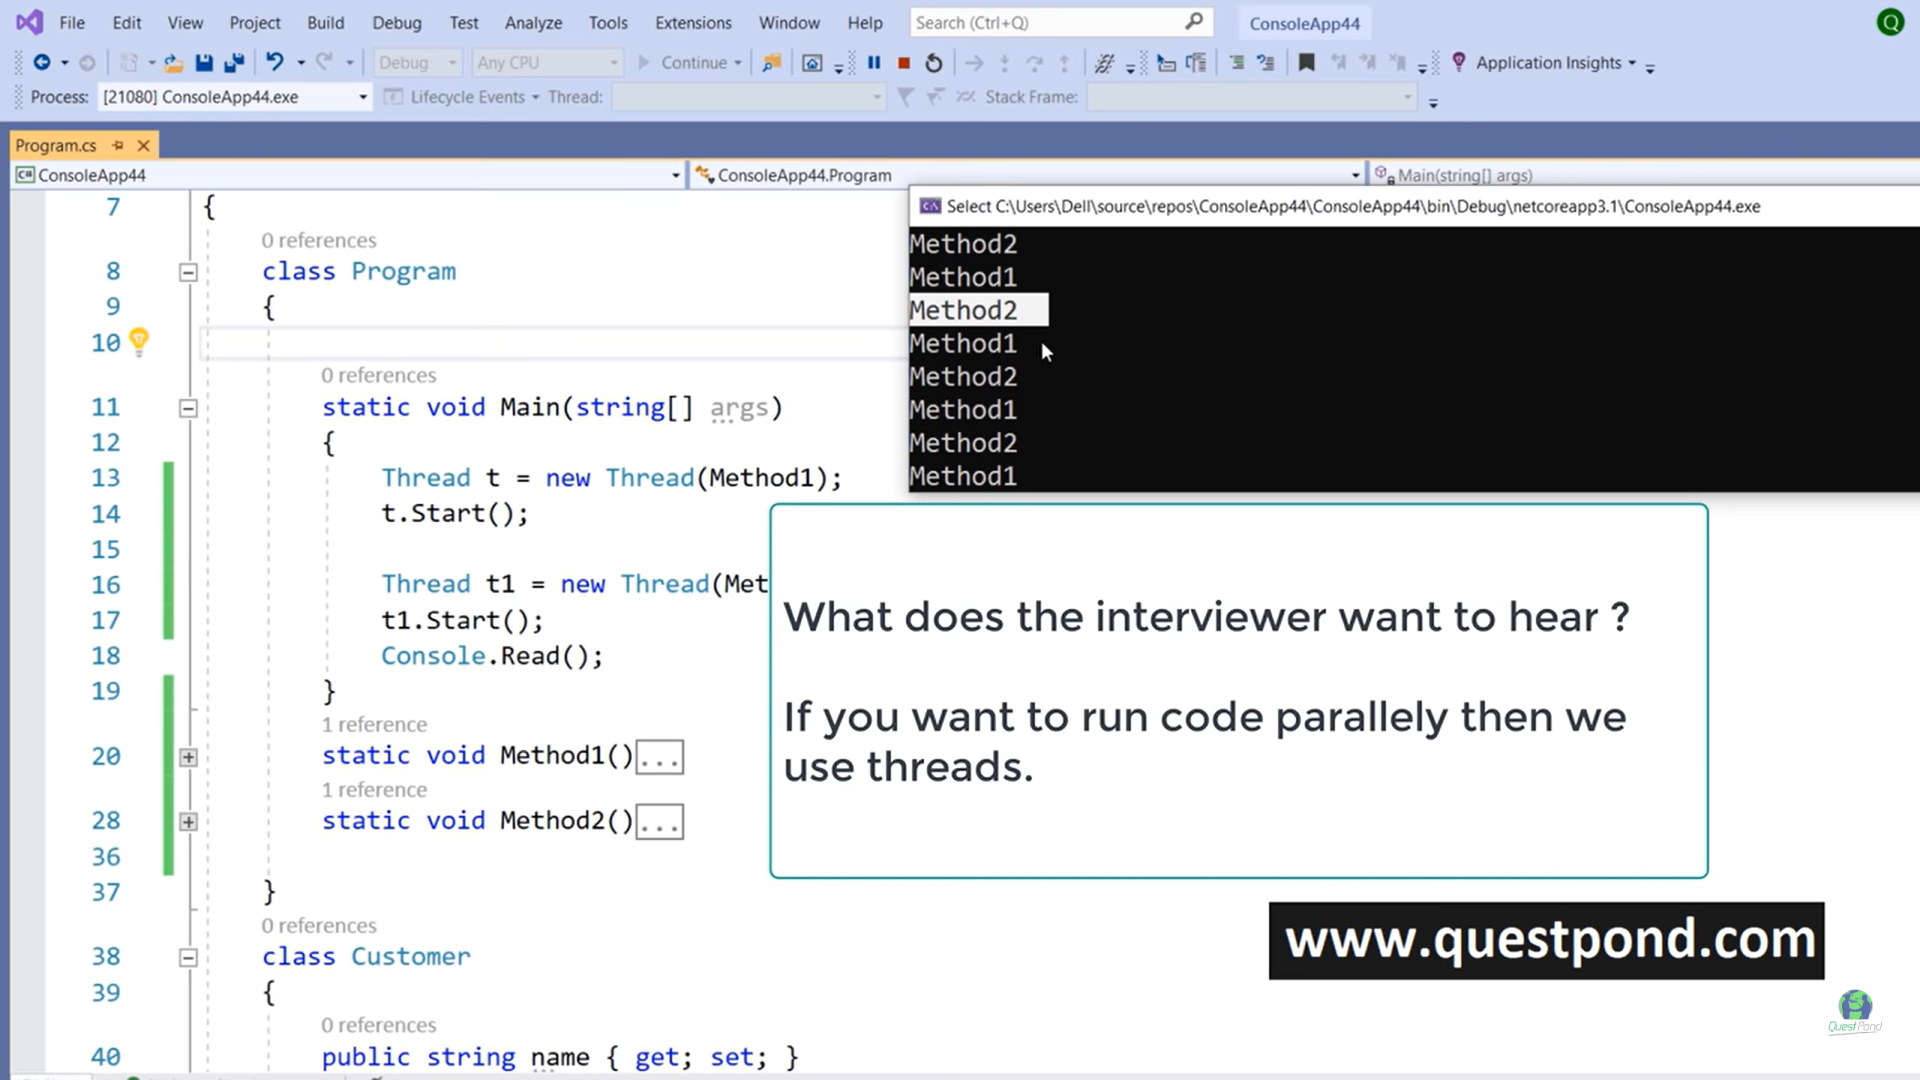 File Edit View Project Build Debug Test Analyze Tools Extensions Window Help Search (Ctrl+Q) ConsoleApp44 Q
Debug Any CPU Continue Application Insights
Process: [21080] ConsoleApp44.exe Lifecycle Events Thread: Stack Frame:
Program.cs
C# ConsoleApp44 ConsoleApp44.Program Main(string[] args)
Select C:\Users\Dell\source\repos\ConsoleApp44\ConsoleApp44\bin\Debug\netcoreapp3.1\ConsoleApp44.exe
Method2
Method1
Method2
Method1
Method2
Method1
Method2
Method1
7 {
0 references
8 class Program
9 {
10
0 references
11 static void Main(string[] args)
12 {
13 Thread t = new Thread(Method1);
14 t.Start();
15
16 Thread t1 = new Thread(Met
17 t1.Start();
18 Console.Read();
19 }
1 reference
20 static void Method1()...
1 reference
28 static void Method2()...
36
37 }
0 references
38 class Customer
39 {
0 references
40 public string name { get; set; }
What does the interviewer want to hear ?
If you want to run code parallely then we
use threads.
www.questpond.com
QuestPond